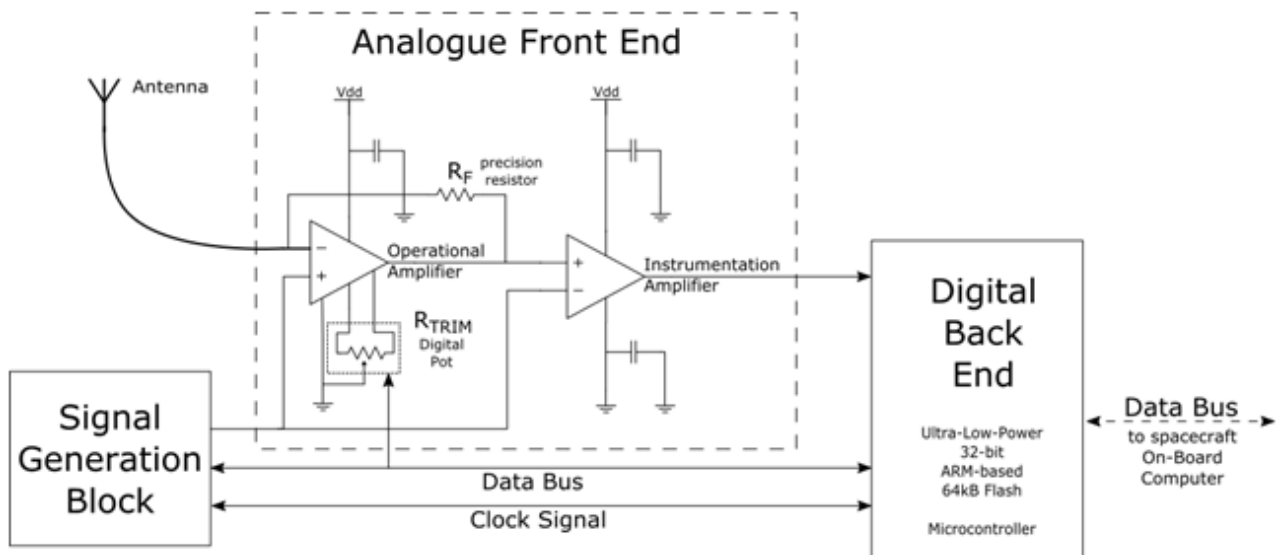 Analogue Front End
Antenna
Vdd
Vdd
RF
precision
resistor
Operational
Amplifier
Instrumentation
Amplifier
RTRIM
Digital
Pot
Signal
Generation
Block
Data Bus
Clock Signal
Digital
Back
End
Ultra-Low-Power
32-bit
ARM-based
64kB Flash
Microcontroller
Data Bus
to spacecraft
On-Board
Computer